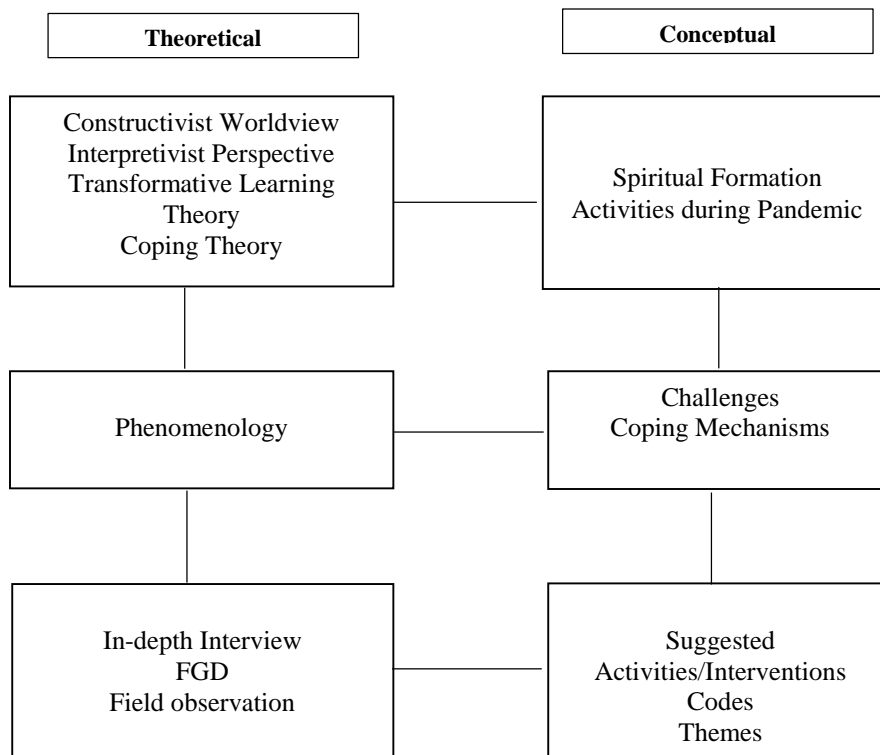 Theoretical
Conceptual
Constructivist Worldview
Interpretivist Perspective
Transformative Learning
Theory
Coping Theory
Spiritual Formation
Activities during Pandemic
Phenomenology
Challenges
Coping Mechanisms
In-depth Interview
FGD
Field observation
Suggested
Activities/Interventions
Codes
Themes